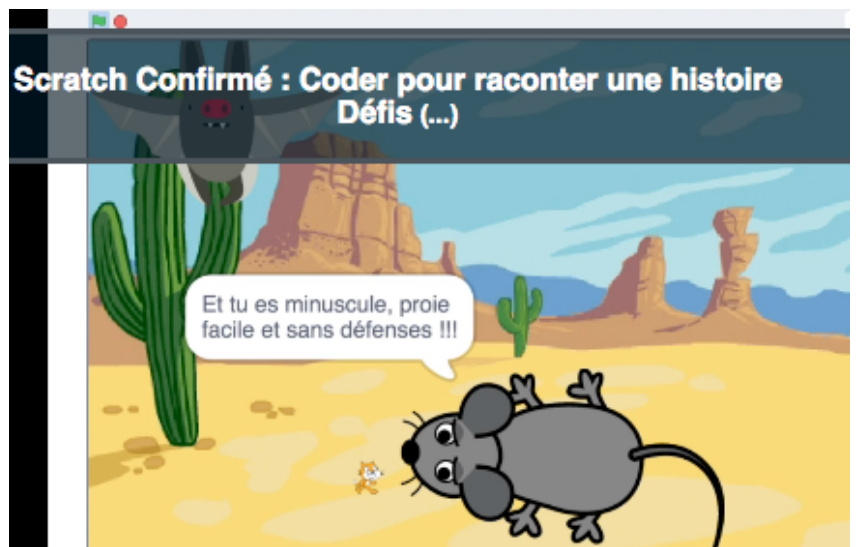 Scratch Confirmé : Coder pour raconter une histoire
Défis (...)
Et tu es minuscule, proie
facile et sans défenses !!!